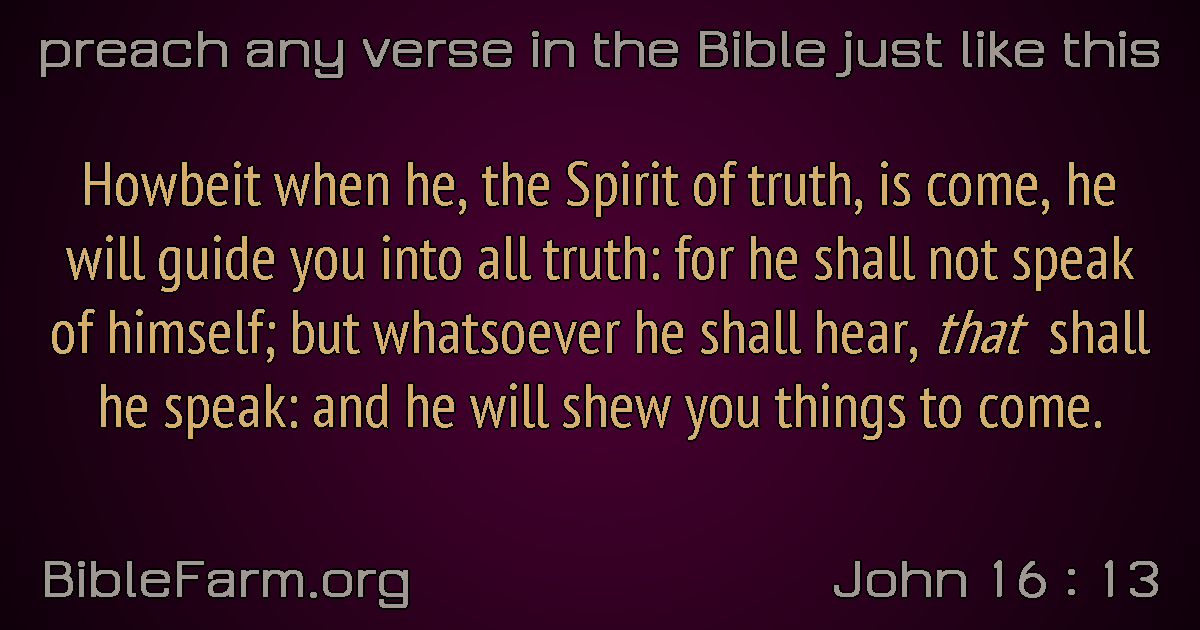 preach any verse in the Bible just like this
Howbeit when he, the Spirit of truth, is come, he
will guide you into all truth: for he shall not speak
of himself; but whatsoever he shall hear, that shall
he speak: and he will shew you things to come.
BibleFarm.org
John 16 : 13